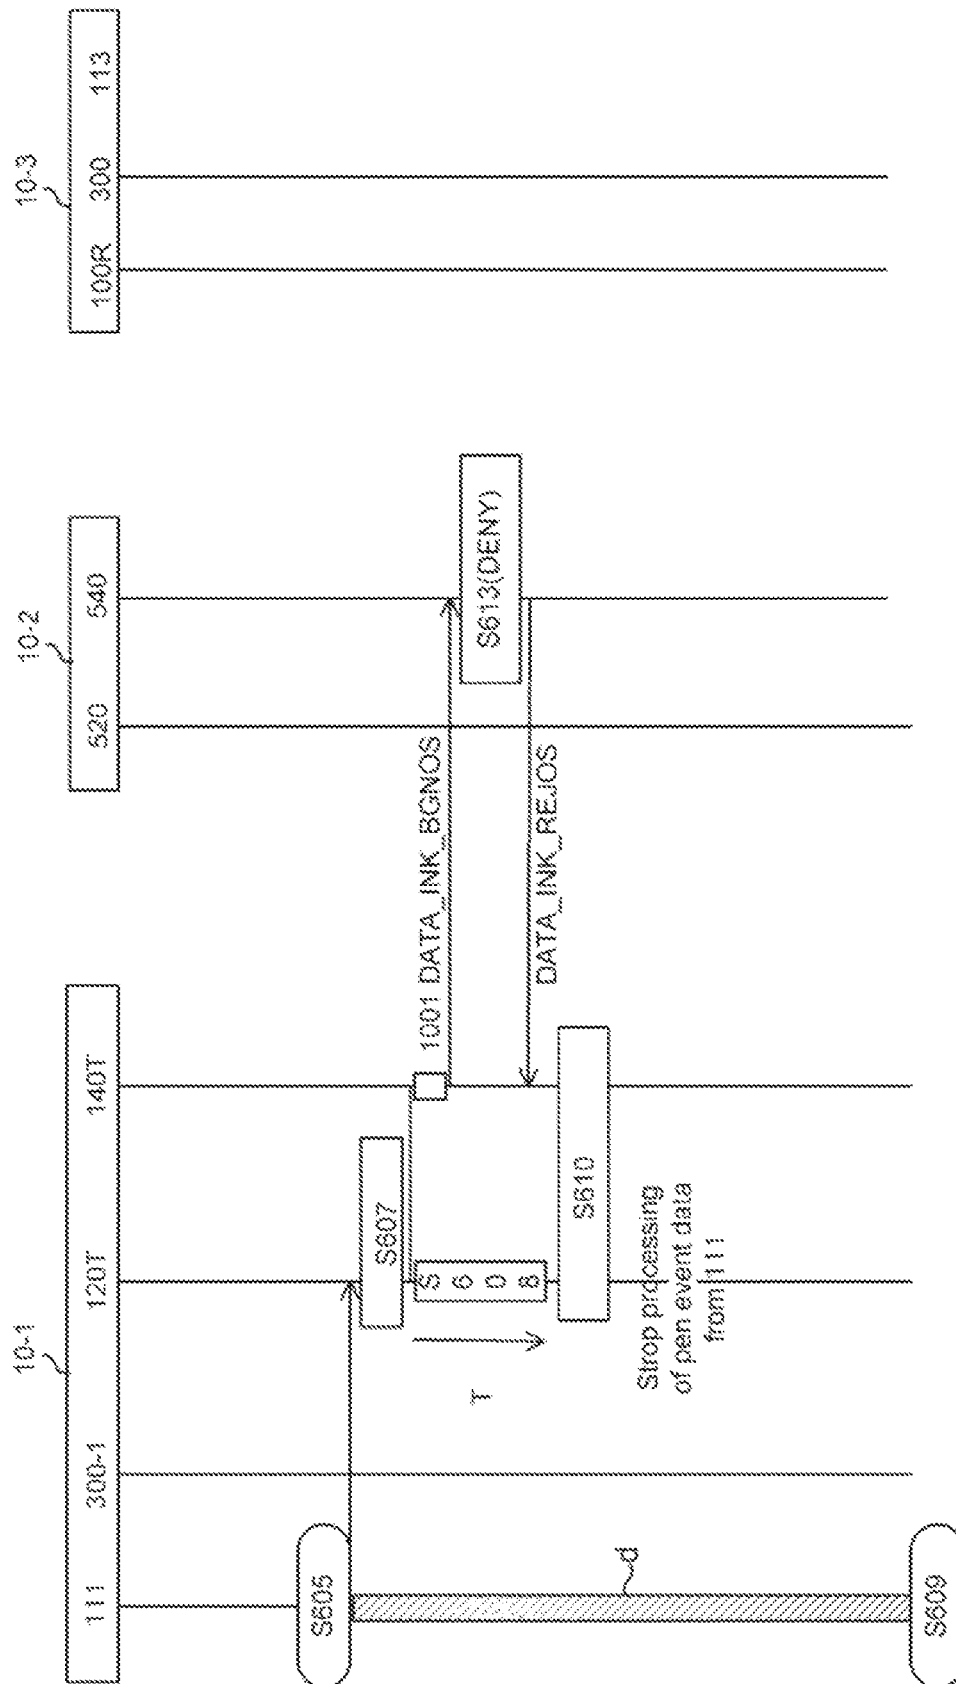 10-1
10-2
10-3
111 300-1 120T 140T
520 540
100R 300 113
S605
S607
1001 DATA_INK_BGNOS
S608
T
S613(DENY)
DATA_INK_REJOS
S610
d
Strop processing
of pen event data
from 111
S609